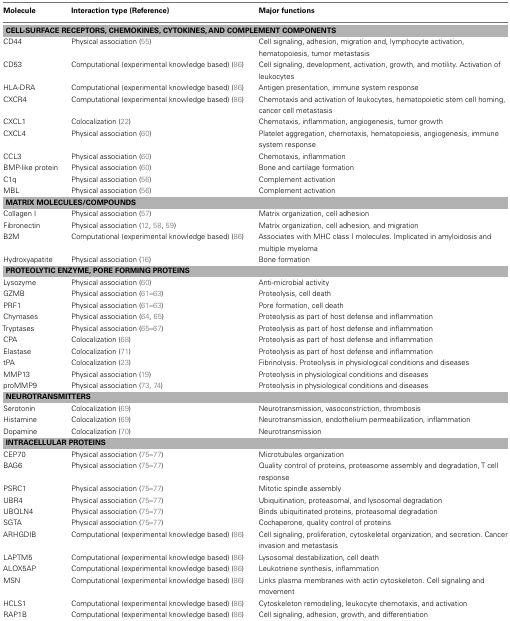 Molecule Interaction type (Reference) Major functions
CELL-SURFACE RECEPTORS, CHEMOKINES, CYTOKINES, AND COMPLEMENT COMPONENTS
CD44 Physical association (55) Cell signaling, adhesion, migration and, lymphocyte activation,
hematopoiesis, tumor metastasis
CD53 Computational (experimental knowledge based) (86) Cell signaling, development, activation, growth, and motility. Activation of
leukocytes
HLA-DRA Computational (experimental knowledge based) (86) Antigen presentation, immune system response
CXCR4 Computational (experimental knowledge based) (86) Chemotaxis and activation of leukocytes, hematopoietic stem cell homing,
cancer cell metastasis
CXCL1 Colocalization (22) Chemotaxis, inflammation, angiogenesis, tumor growth
CXCL4 Physical association (60) Platelet aggregation, chemotaxis, hematopoiesis, angiogenesis, immune
system response
CCL3 Physical association (60) Chemotaxis, inflammation
BMP-like protein Physical association (60) Bone and cartilage formation
C1q Physical association (56) Complement activation
MBL Physical association (56) Complement activation
MATRIX MOLECULES/COMPOUNDS
Collagen I Physical association (57) Matrix organization, cell adhesion
Fibronectin Physical association (12, 58, 59) Matrix organization, cell adhesion, and migration
B2M Computational (experimental knowledge based) (86) Associates with MHC class I molecules. Implicated in amyloidosis and
multiple myeloma
Hydroxyapatite Physical association (16) Bone formation
PROTEOLYTIC ENZYME, PORE FORMING PROTEINS
Lysozyme Physical association (60) Anti-microbial activity
GZMB Physical association (61–63) Proteolysis, cell death
PRF1 Physical association (61–63) Pore formation, cell death
Chymases Physical association (64, 65) Proteolysis as part of host defense and inflammation
Tryptases Physical association (65–67) Proteolysis as part of host defense and inflammation
CPA Colocalization (68) Proteolysis as part of host defense and inflammation
Elastase Colocalization (71) Proteolysis as part of host defense and inflammation
tPA Colocalization (23) Fibrinolysis. Proteolysis in physiological conditions and diseases
MMP13 Physical association (19) Proteolysis in physiological conditions and diseases
proMMP9 Physical association (73, 74) Proteolysis in physiological conditions and diseases
NEUROTRANSMITTERS
Serotonin Colocalization (69) Neurotransmission, vasoconstriction, thrombosis
Histamine Colocalization (69) Neurotransmission, endothelium permeabilization, inflammation
Dopamine Colocalization (70) Neurotransmission
INTRACELLULAR PROTEINS
CEP70 Physical association (75–77) Microtubules organization
BAG6 Physical association (75–77) Quality control of proteins, proteasome assembly and degradation, T cell
response
PSRC1 Physical association (75–77) Mitotic spindle assembly
UBR4 Physical association (75–77) Ubiquitination, proteasomal, and lysosomal degradation
UBQLN4 Physical association (75–77) Binds ubiquitinated proteins, proteasomal degradation
SGTA Physical association (75–77) Cochaperone, quality control of proteins
ARHGDIB Computational (experimental knowledge based) (86) Cell signaling, proliferation, cytoskeletal organization, and secretion. Cancer
invasion and metastasis
LAPTM5 Computational (experimental knowledge based) (86) Lysosomal destabilization, cell death
ALOX5AP Computational (experimental knowledge based) (86) Leukotriene synthesis, inflammation
MSN Computational (experimental knowledge based) (86) Links plasma membranes with actin cytoskeleton. Cell signaling and
movement
HCLS1 Computational (experimental knowledge based) (86) Cytoskeleton remodeling, leukocyte chemotaxis, and activation
RAP1B Computational (experimental knowledge based) (86) Cell signaling, adhesion, growth, and differentiation